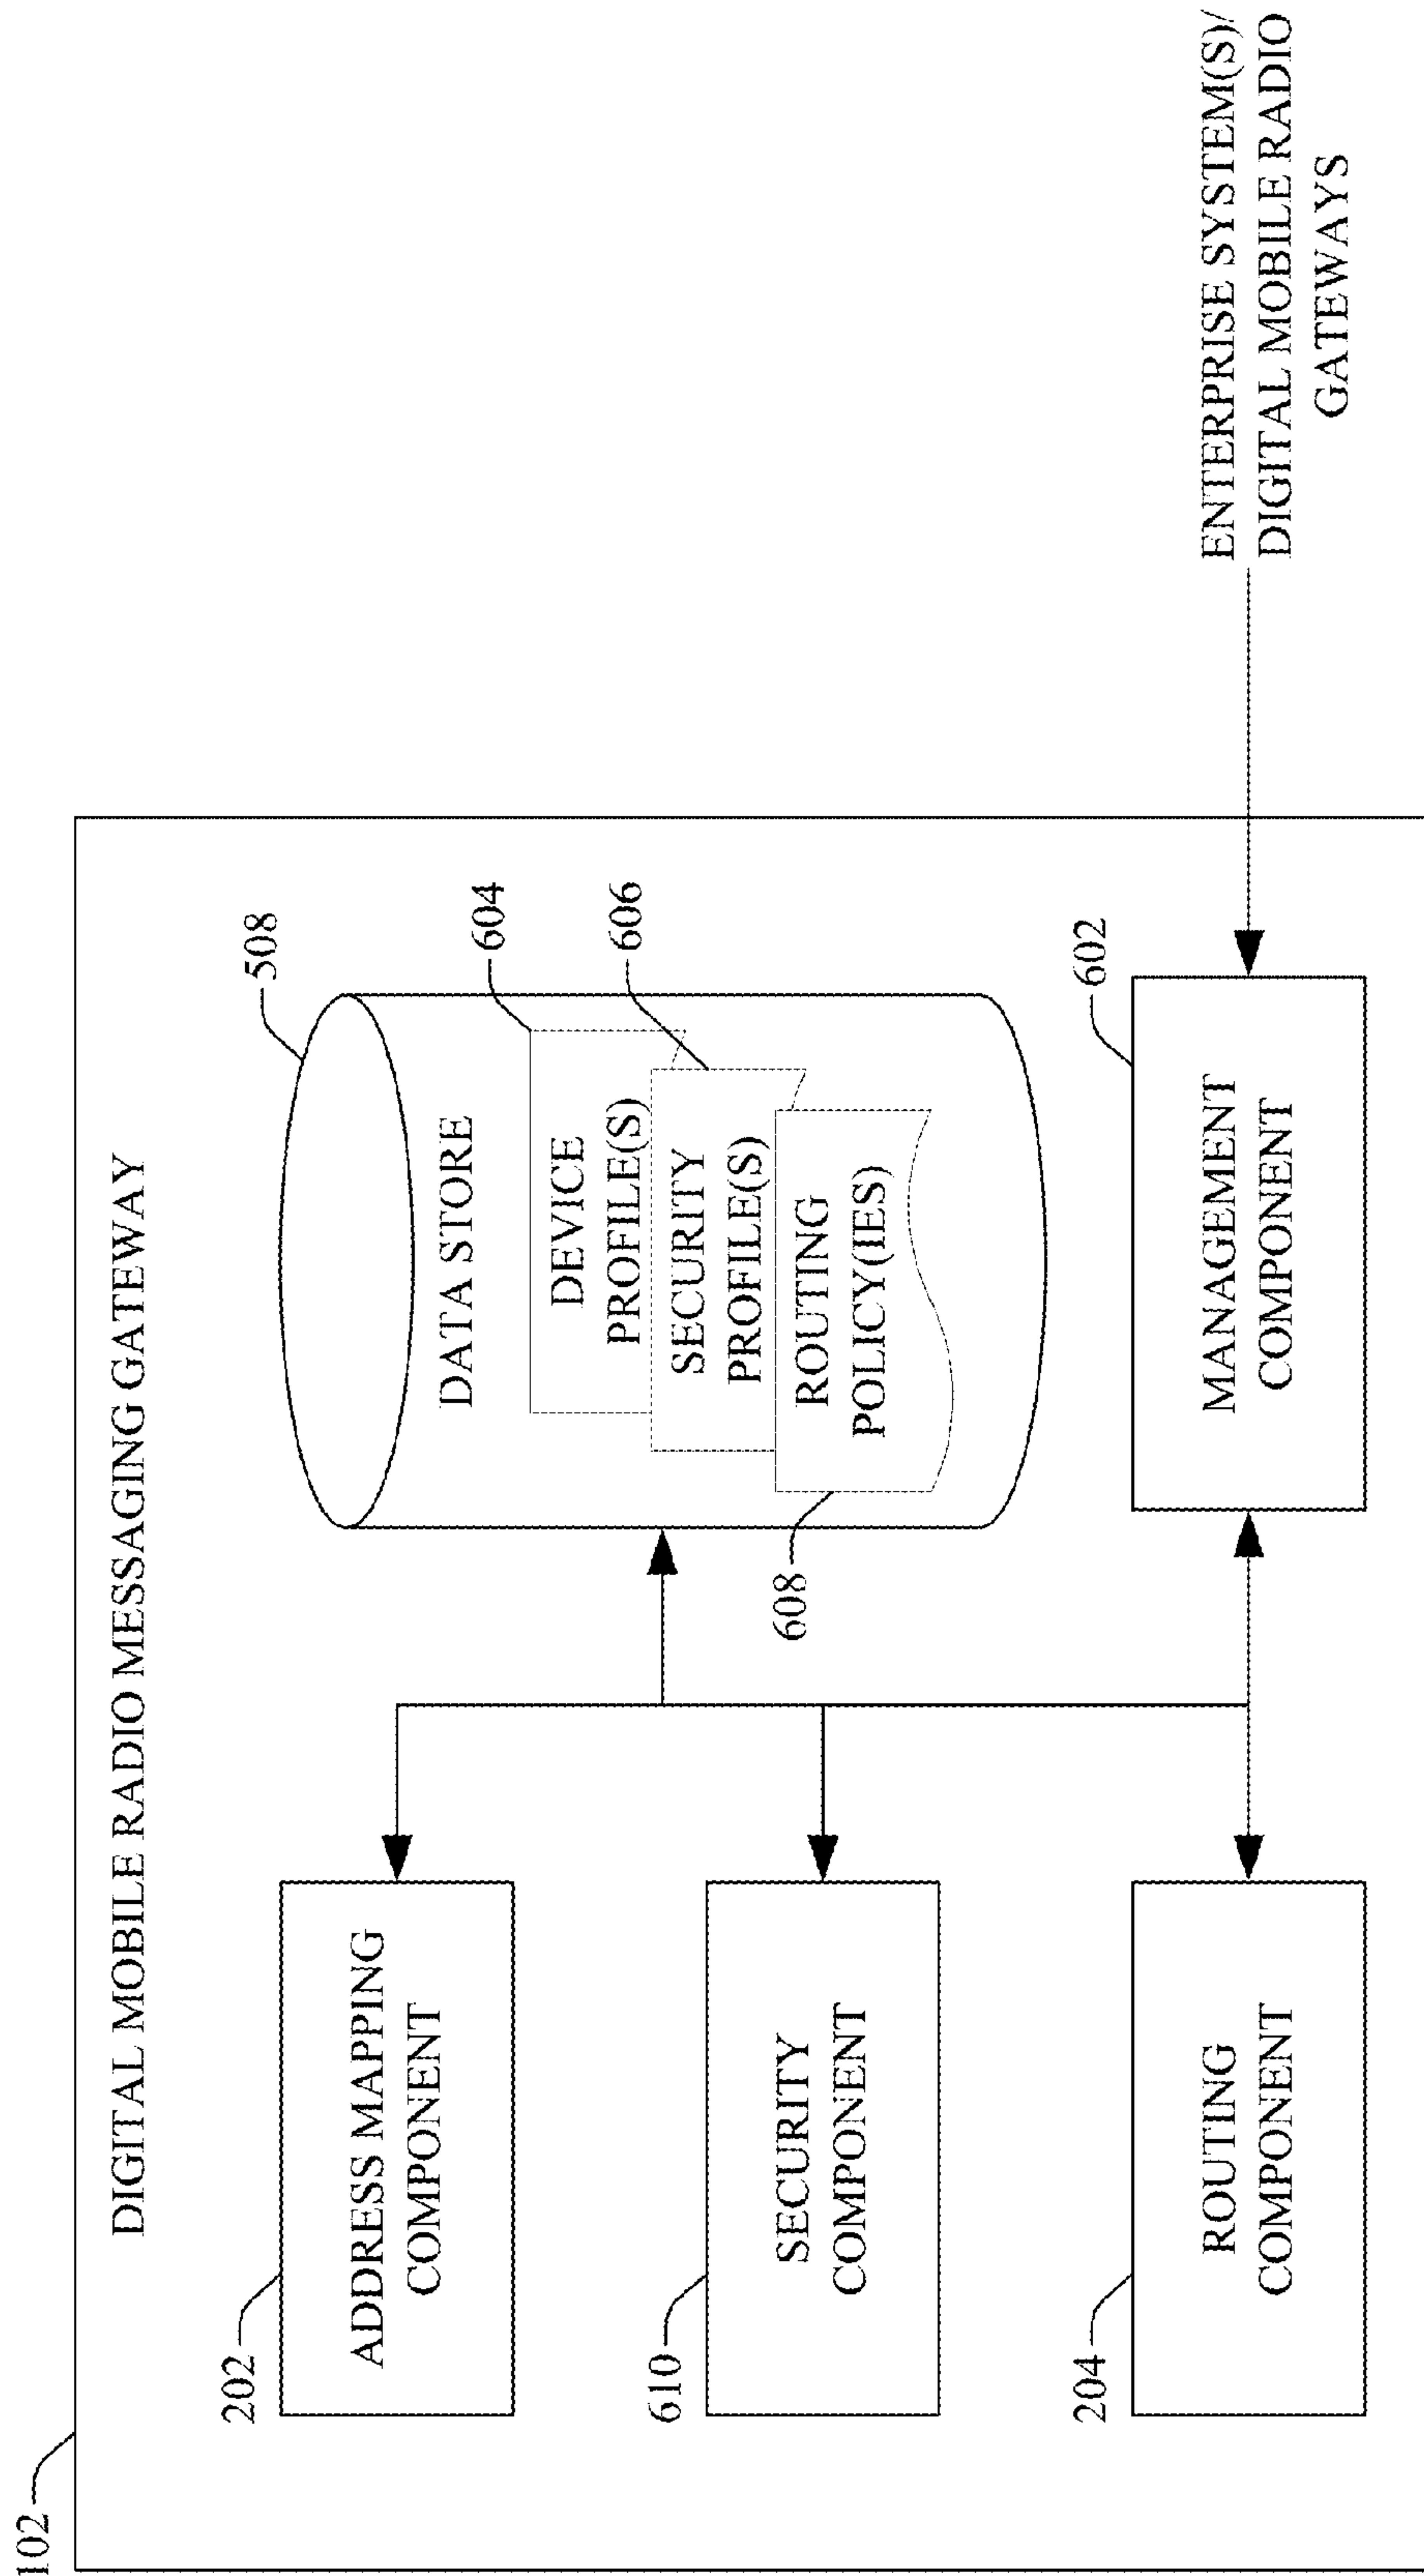 102
DIGITAL MOBILE RADIO MESSAGING GATEWAY
202
ADDRESS MAPPING
COMPONENT
508
DATA STORE
604
DEVICE
PROFILE(S)
606
SECURITY
PROFILE(S)
608
ROUTING
POLICY(IES)
610
SECURITY
COMPONENT
204
ROUTING
COMPONENT
602
MANAGEMENT
COMPONENT
ENTERPRISE SYSTEM(S)/
DIGITAL MOBILE RADIO
GATEWAYS